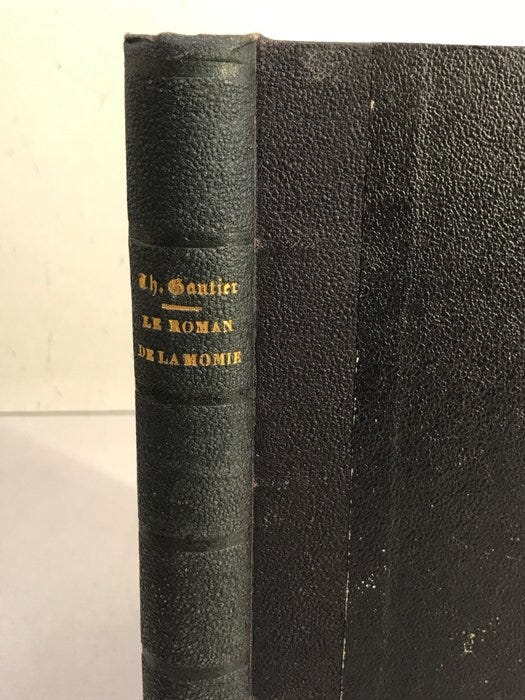 Th. Gautier
LE ROMAN
DE LA MOMIE